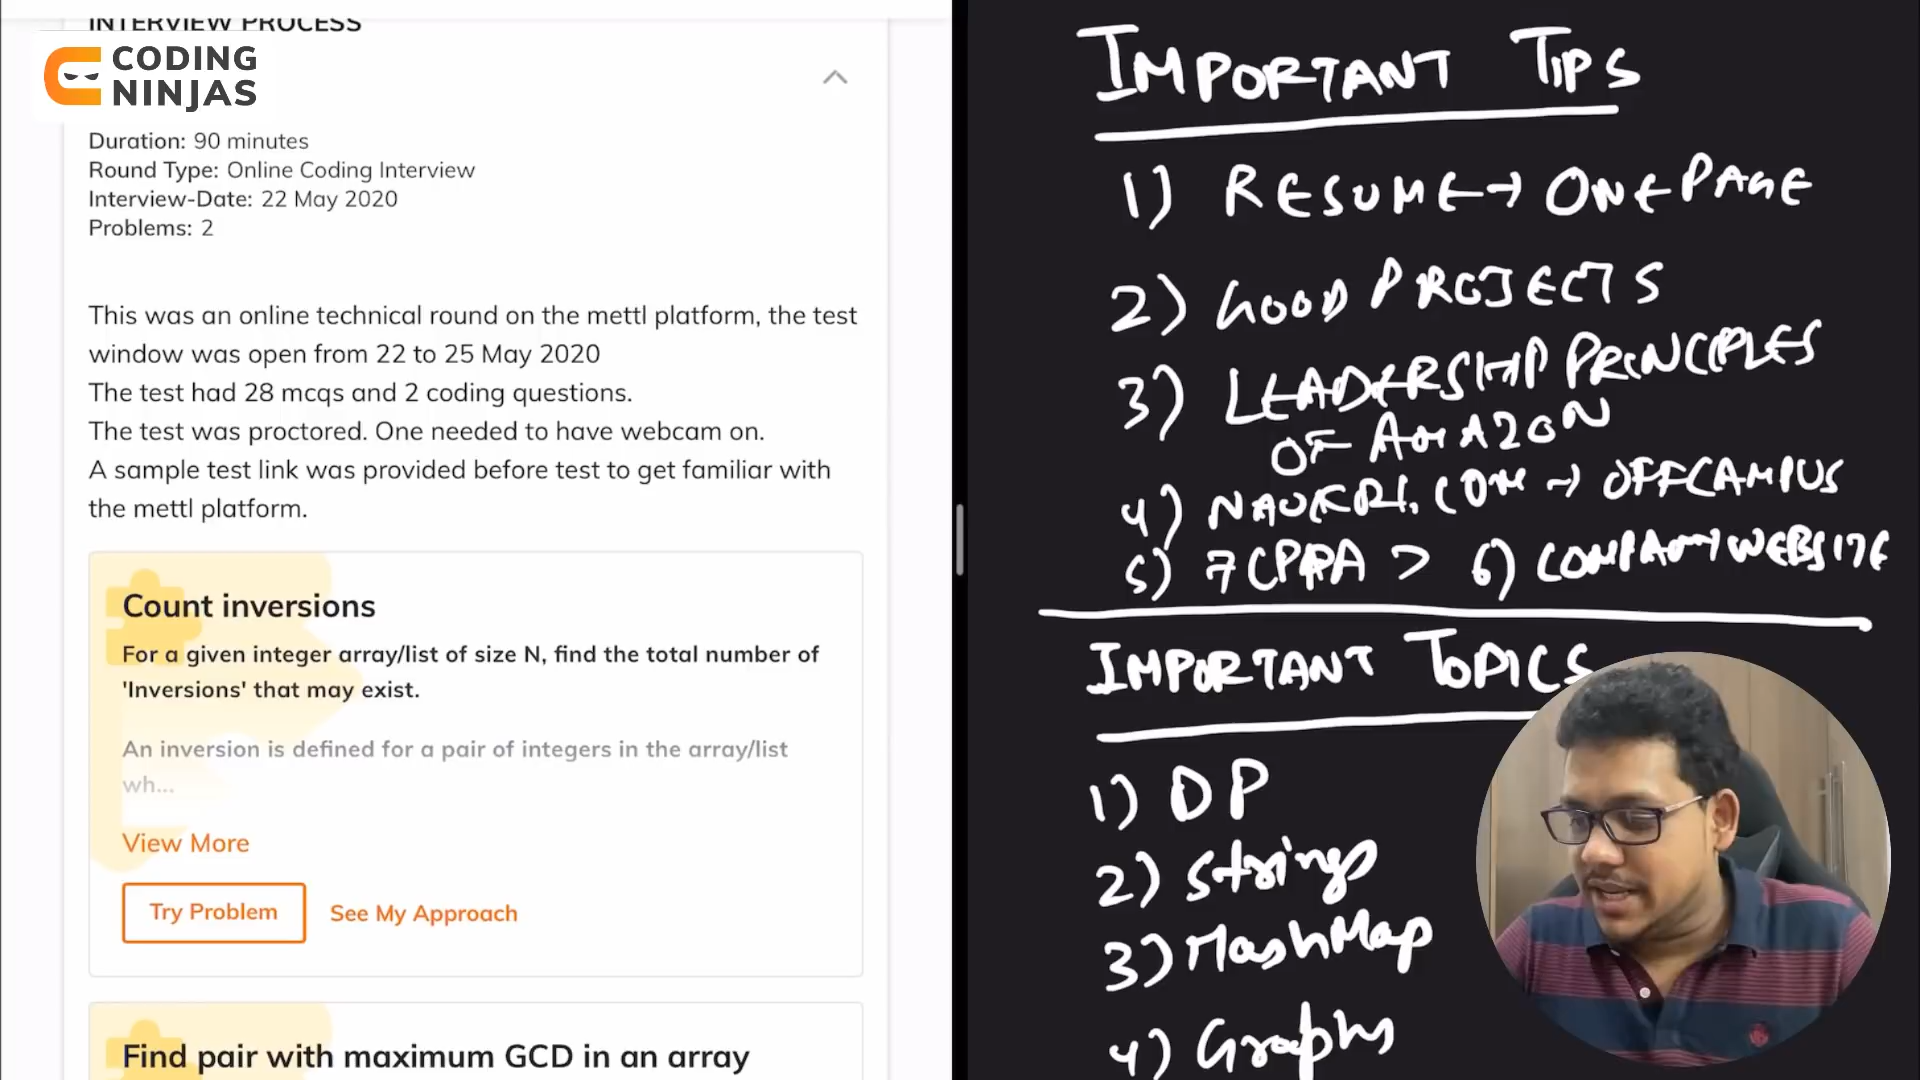 INTERVIEW PROCESS
CODING
NINJAS
Duration: 90 minutes
Round Type: Online Coding Interview
Interview-Date: 22 May 2020
Problems: 2
This was an online technical round on the mettl platform, the test
window was open from 22 to 25 May 2020
The test had 28 mcqs and 2 coding questions.
The test was proctored. One needed to have webcam on.
A sample test link was provided before test to get familiar with
the mettl platform.
Count inversions
For a given integer array/list of size N, find the total number of
'Inversions' that may exist.
An inversion is defined for a pair of integers in the array/list
wh...
View More
Try Problem See My Approach
Find pair with maximum GCD in an array
IMPORTANT TIPS
1) RESUME → ONE PAGE
2) GOOD PROJECTS
3) LEADERSHIP PRINCIPLES
OF AMAZON
4) NAUKRI.COM → OFFCAMPUS
5) 7 CPPA > 6) COMPANY WEBSITE
IMPORTANT TOPICS
1) DP
2) Strings
3) HashMap
4) Graphs